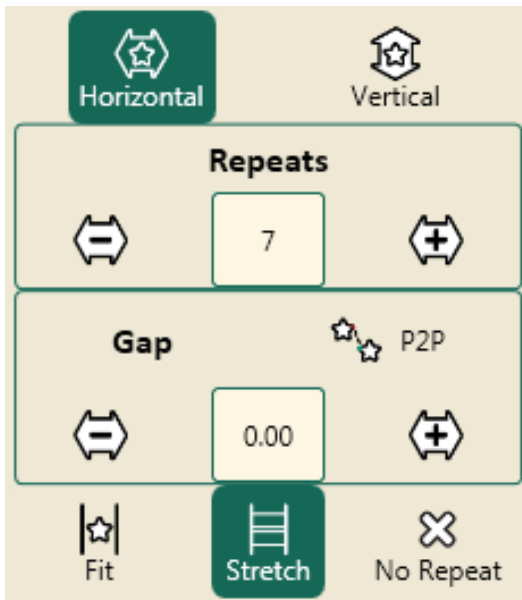 Horizontal Vertical
Repeats
7
Gap P2P
0.00
Fit Stretch No Repeat